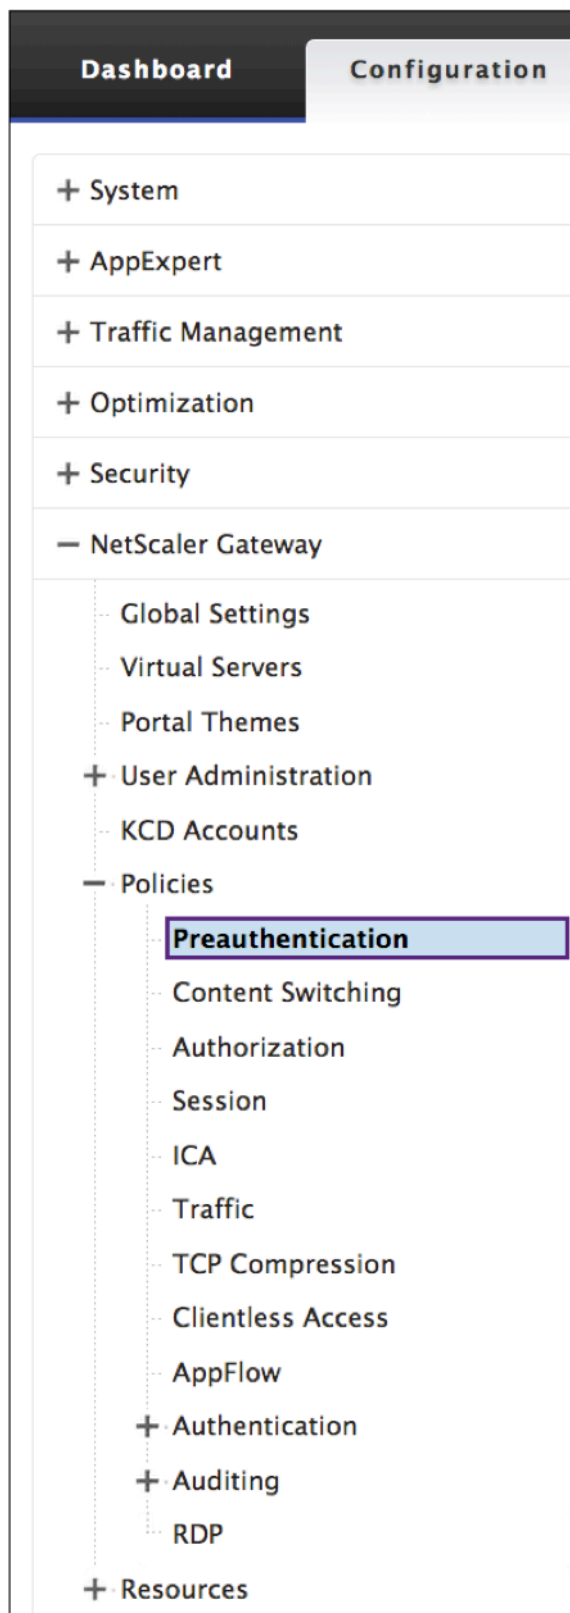 Dashboard Configuration
System
AppExpert
Traffic Management
Optimization
Security
NetScaler Gateway
Global Settings
Virtual Servers
Portal Themes
User Administration
KCD Accounts
Policies
Preauthentication
Content Switching
Authorization
Session
ICA
Traffic
TCP Compression
Clientless Access
AppFlow
Authentication
Auditing
RDP
Resources